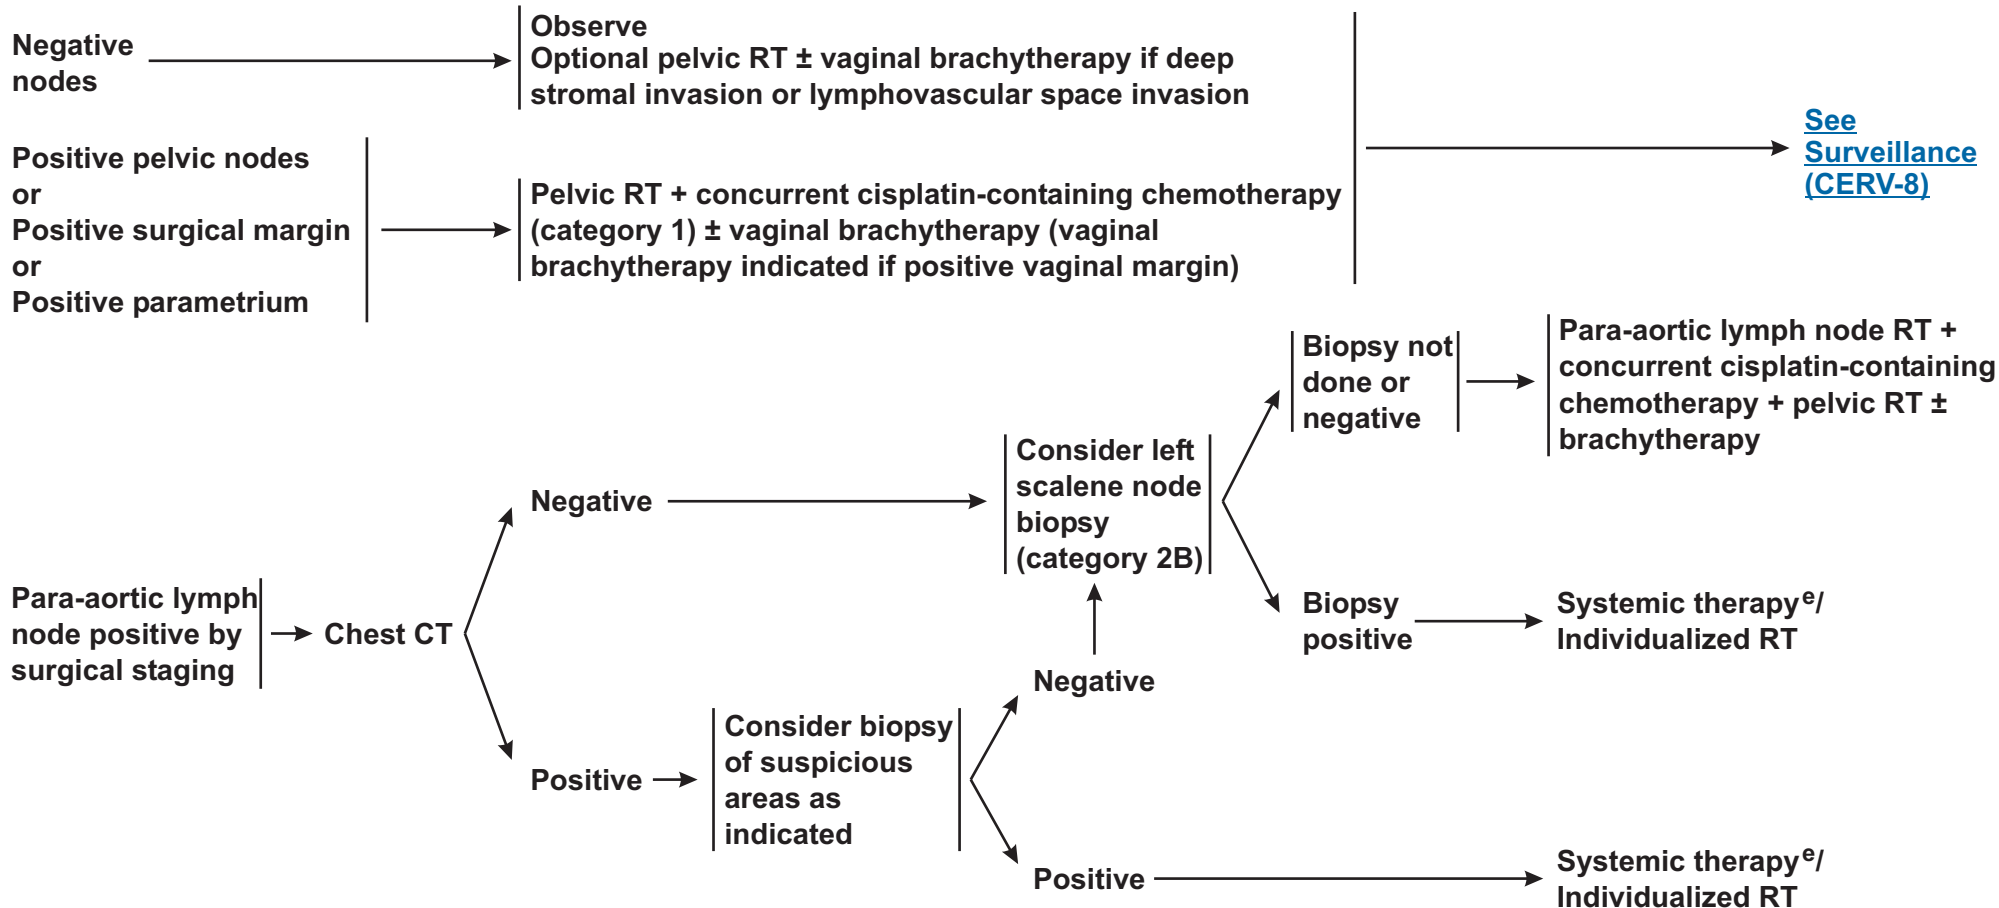 Negative
nodes
Observe
Optional pelvic RT ± vaginal brachytherapy if deep
stromal invasion or lymphovascular space invasion
Positive pelvic nodes
or
Positive surgical margin
or
Positive parametrium
Pelvic RT + concurrent cisplatin-containing chemotherapy
(category 1) ± vaginal brachytherapy (vaginal
brachytherapy indicated if positive vaginal margin)
See
Surveillance
(CERV-8)
Para-aortic lymph
node positive by
surgical staging
Chest CT
Negative
Positive
Consider biopsy
of suspicious
areas as
indicated
Negative
Positive
Consider left
scalene node
biopsy
(category 2B)
Biopsy not
done or
negative
Para-aortic lymph node RT +
concurrent cisplatin-containing
chemotherapy + pelvic RT ±
brachytherapy
Biopsy
positive
Systemic therapy e/
Individualized RT
Systemic therapy e/
Individualized RT